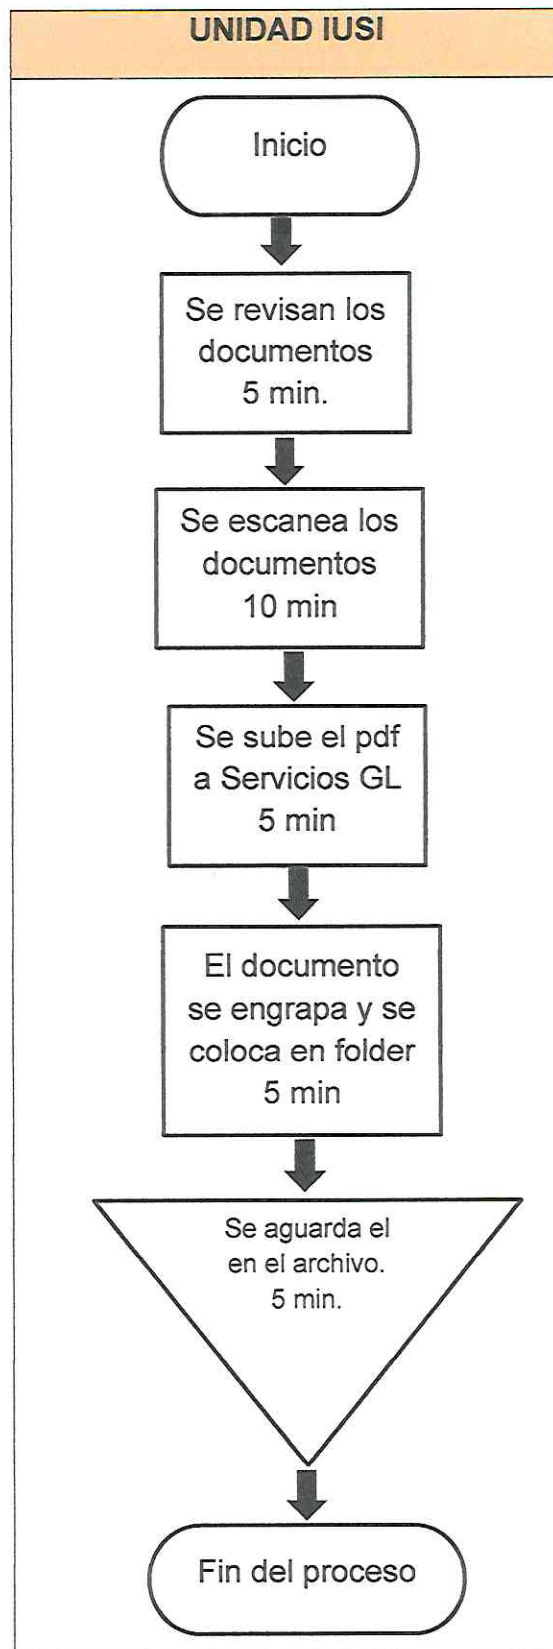 UNIDAD IUSI
Inicio
Se revisan los
documentos
5 min.
Se escanea los
documentos
10 min
Se sube el pdf
a Servicios GL
5 min
El documento
se engrapa y se
coloca en folder
5 min
Se aguarda el
en el archivo.
5 min.
Fin del proceso